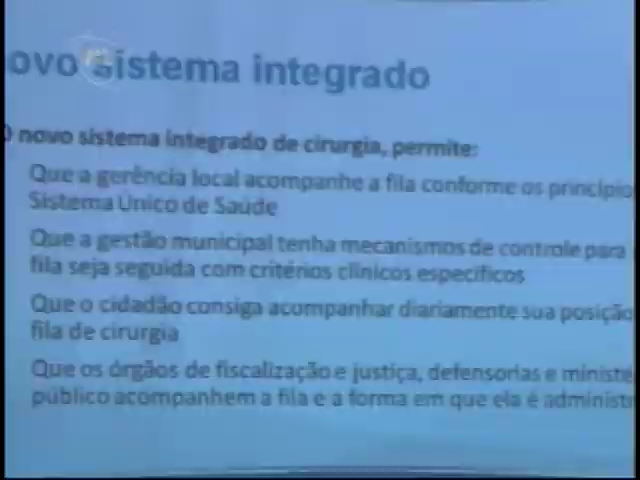 ovo sistema integrado
O novo sistema integrado de cirurgia, permite:
Que a gerência local acompanhe a fila conforme os princípio
Sistema Único de Saúde
Que a gestão municipal tenha mecanismos de controle para
fila seja seguida com critérios clínicos específicos
Que o cidadão consiga acompanhar diariamente sua posição
fila de cirurgia
Que os órgãos de fiscalização e justiça, defensorias e ministé
público acompanhem a fila e a forma em que ela é administr